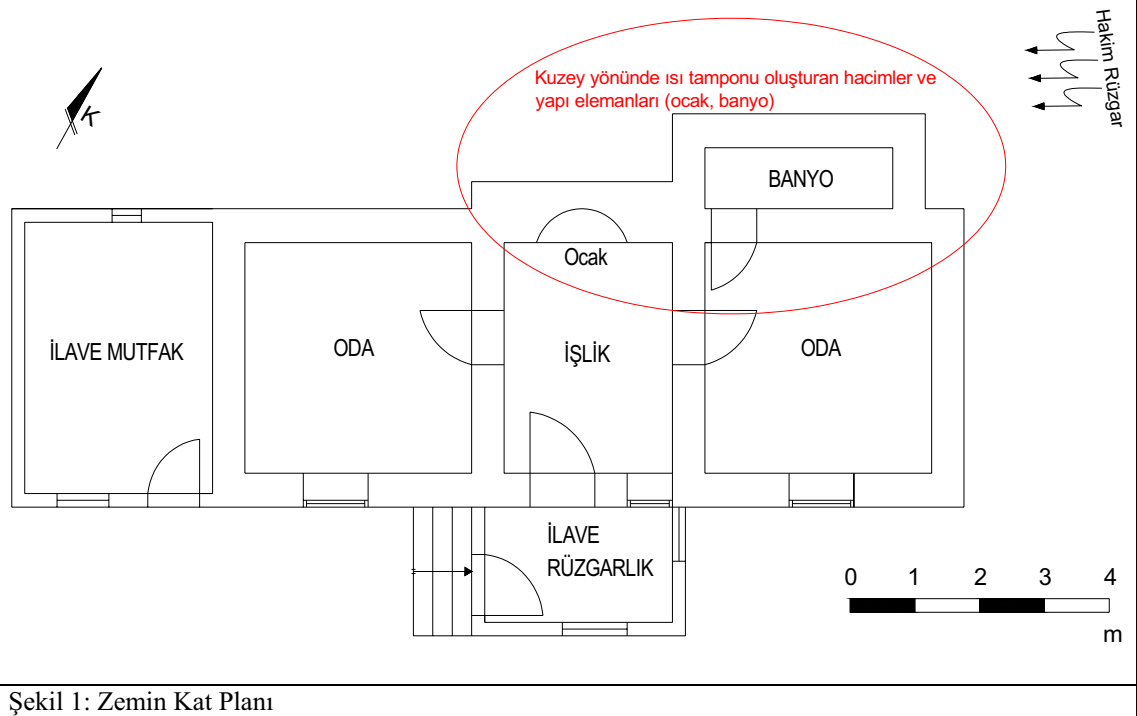 Hakim Rüzgar
K
Kuzey yönünde ısı tamponu oluşturan hacimler ve
yapı elemanları (ocak, banyo)
BANYO
Ocak
İLAVE MUTFAK
ODA
İŞLİK
ODA
İLAVE
RÜZGARLIK
0 1 2 3 4
m
Şekil 1: Zemin Kat Planı